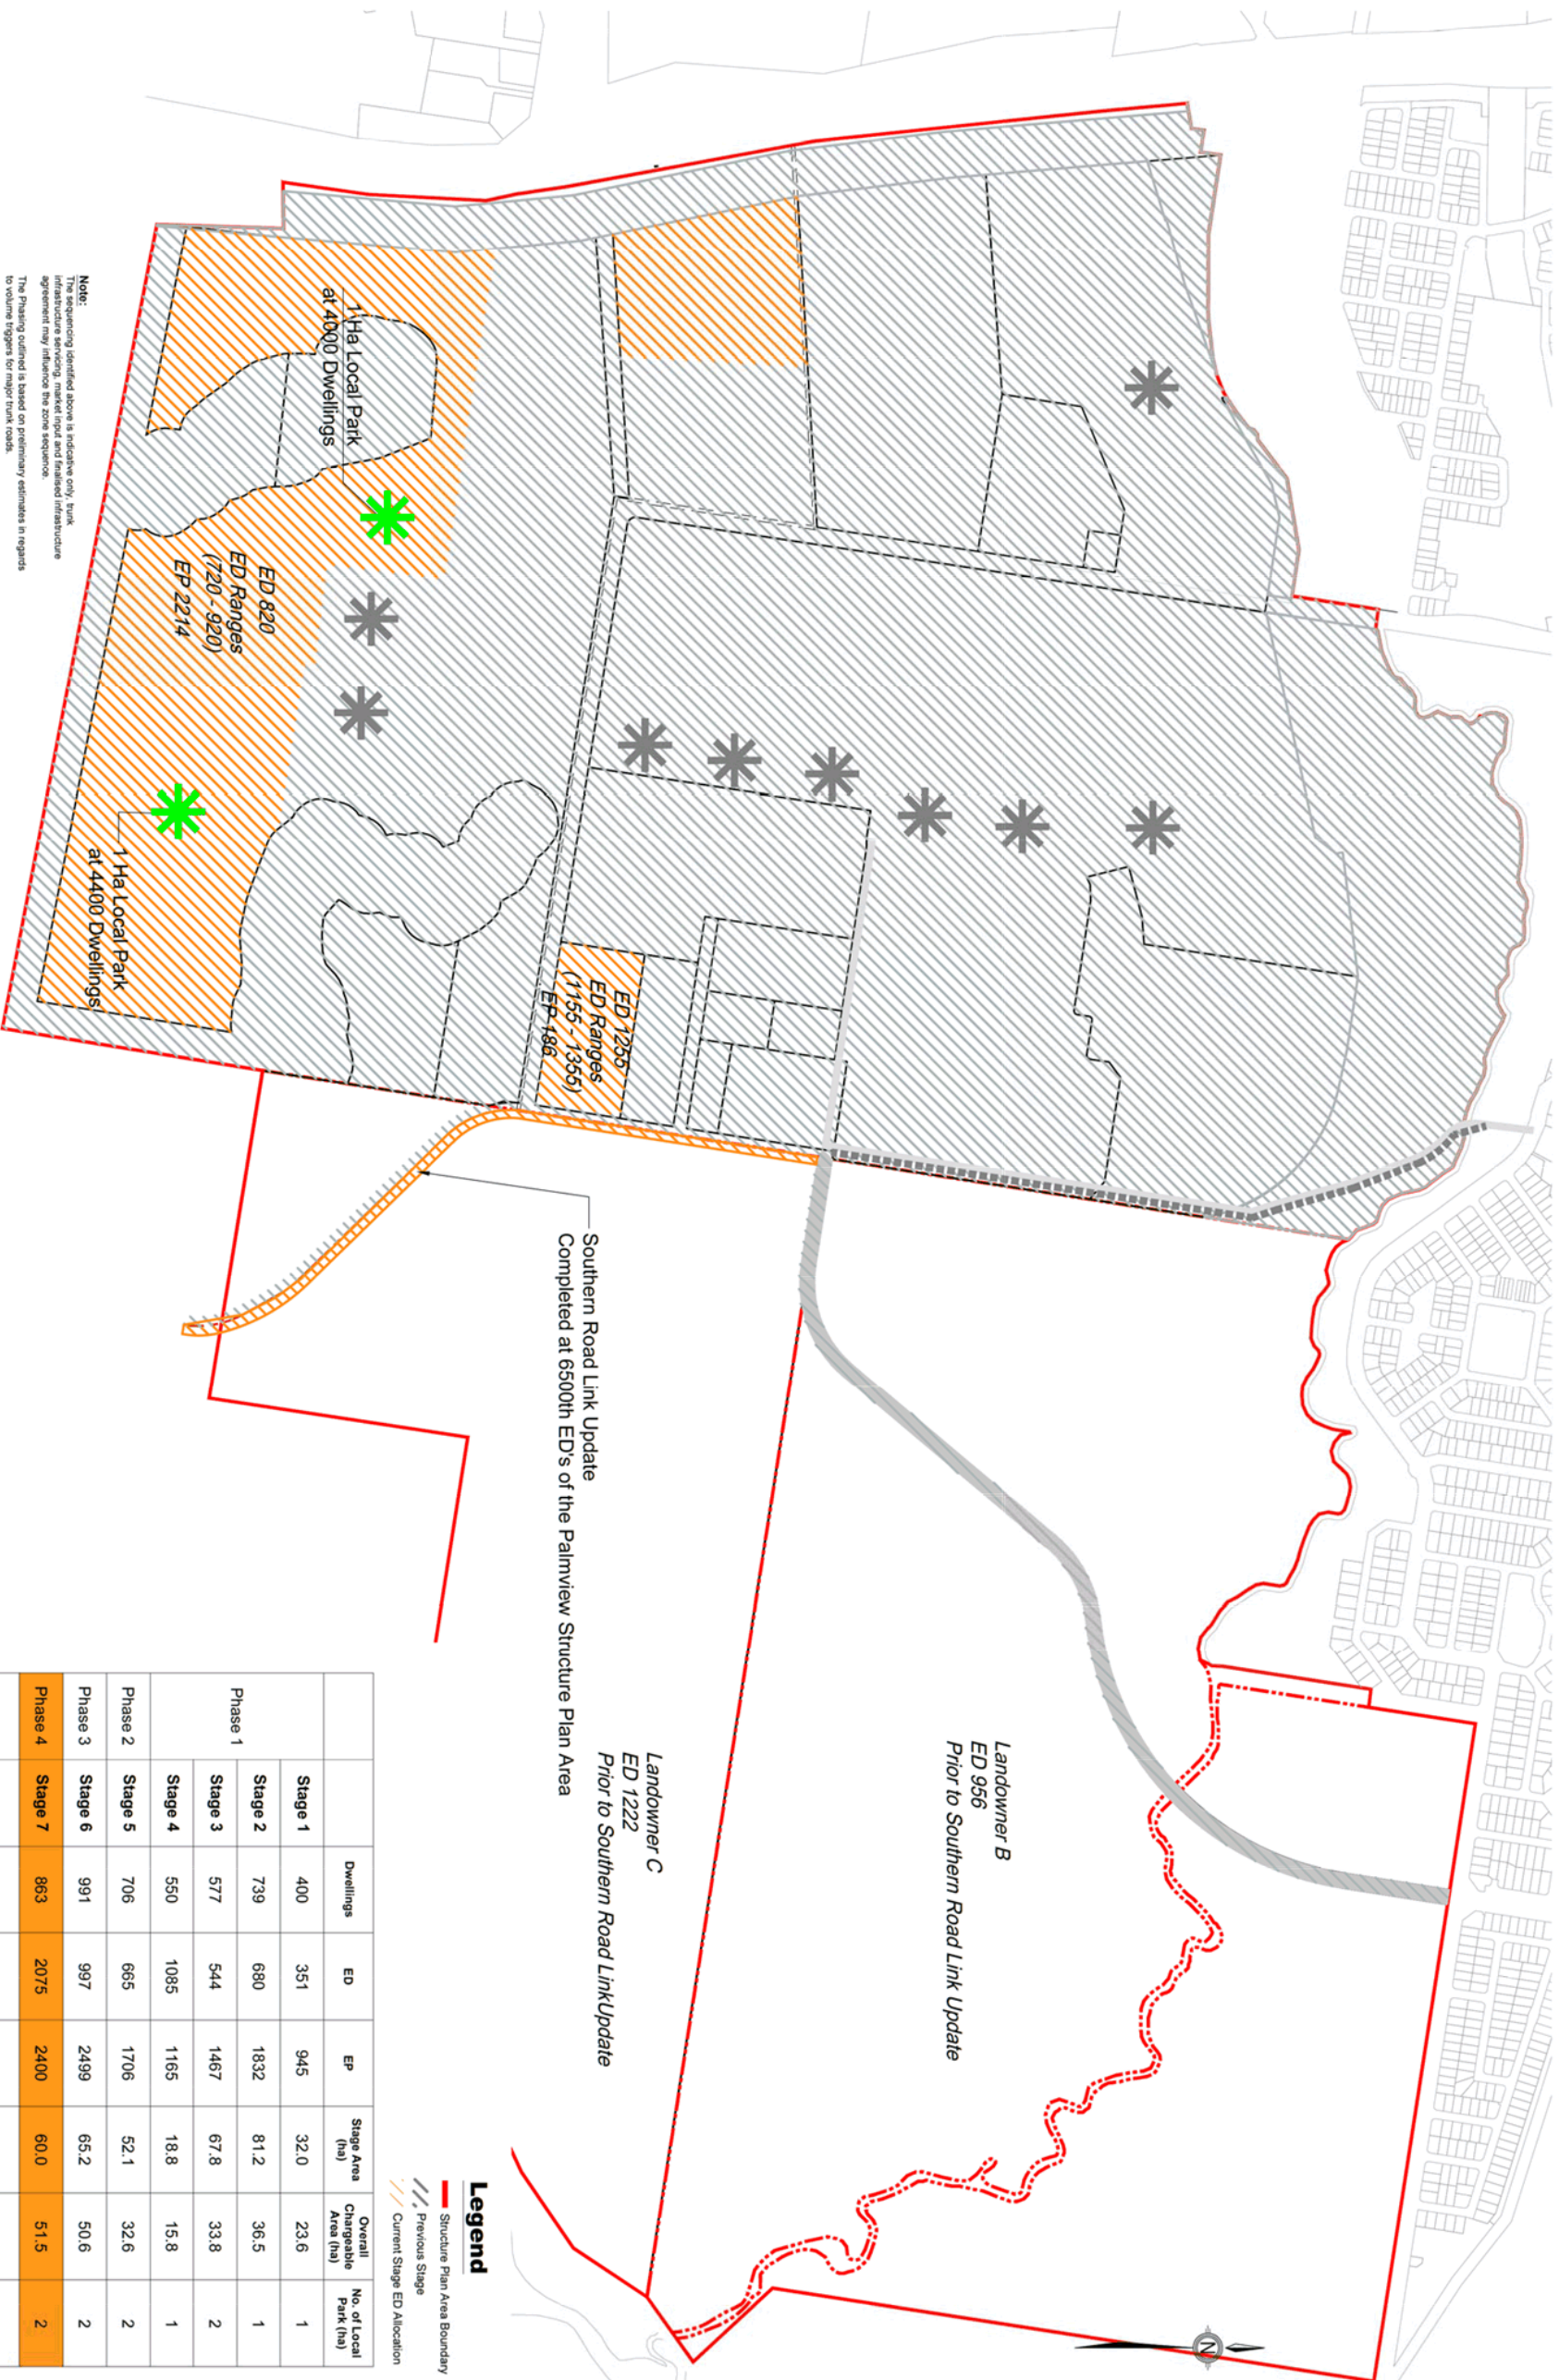 1 Ha Local Park
at 4000 Dwellings
ED 820
ED Ranges
(720 - 920)
EP 2214
1 Ha Local Park
at 4400 Dwellings
ED 1255
ED Ranges
(1155 - 1355)
EP 186
Southern Road Link Update
Completed at 6500th ED's of the Palmview Structure Plan Area
Landowner B
ED 956
Prior to Southern Road Link Update
Landowner C
ED 1222
Prior to Southern Road LinkUpdate
N
Legend
Structure Plan Area Boundary
Previous Stage
Current Stage ED Allocation
Dwellings ED EP Stage Area (ha) Overall Chargeable Area (ha) No. of Local Park (ha)
Phase 1 Stage 1 400 351 945 32.0 23.6 1
Stage 2 739 680 1832 81.2 36.5 1
Stage 3 577 544 1467 67.8 33.8 2
Stage 4 550 1085 1165 18.8 15.8 1
Phase 2 Stage 5 706 665 1706 52.1 32.6 2
Phase 3 Stage 6 991 997 2499 65.2 50.6 2
Phase 4 Stage 7 863 2075 2400 60.0 51.5 2
Note:
The sequencing identified above is indicative only, trunk
infrastructure servicing, market input and finalised infrastructure
agreement may influence the zone sequence.
The Phasing outlined is based on preliminary estimates in regards
to volume triggers for major trunk roads.